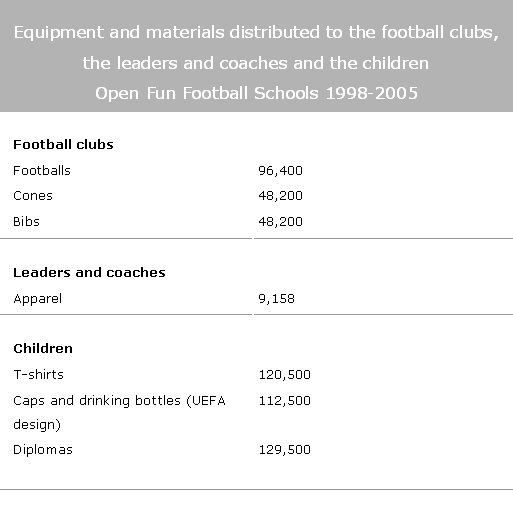 Equipment and materials distributed to the football clubs,
the leaders and coaches and the children
Open Fun Football Schools 1998-2005
Football clubs
Footballs 96,400
Cones 48,200
Bibs 48,200
Leaders and coaches
Apparel 9,158
Children
T-shirts 120,500
Caps and drinking bottles (UEFA 112,500
design)
Diplomas 129,500